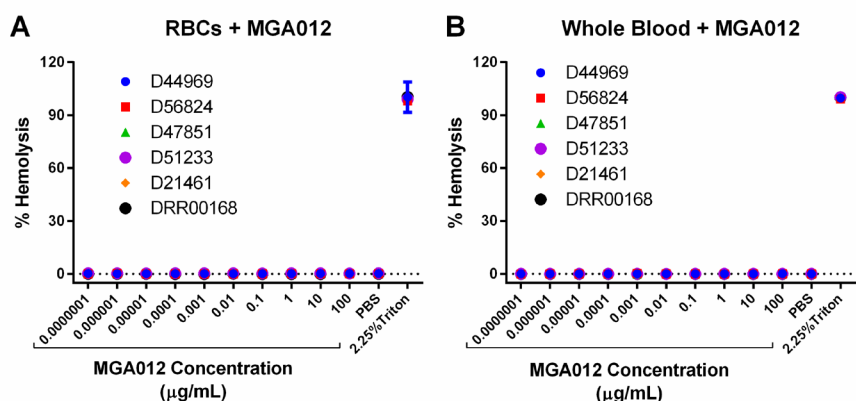 A
RBCs + MGA012
% Hemolysis
120
90
60
30
0
D44969
D56824
D47851
D51233
D21461
DRR00168
0.0000001
0.000001
0.00001
0.0001
0.001
0.01
0.1
1
10
100
PBS
2.25%Triton
MGA012 Concentration
(μg/mL)
B
Whole Blood + MGA012
% Hemolysis
120
90
60
30
0
D44969
D56824
D47851
D51233
D21461
DRR00168
0.0000001
0.000001
0.00001
0.0001
0.001
0.01
0.1
1
10
100
PBS
2.25%Triton
MGA012 Concentration
(μg/mL)